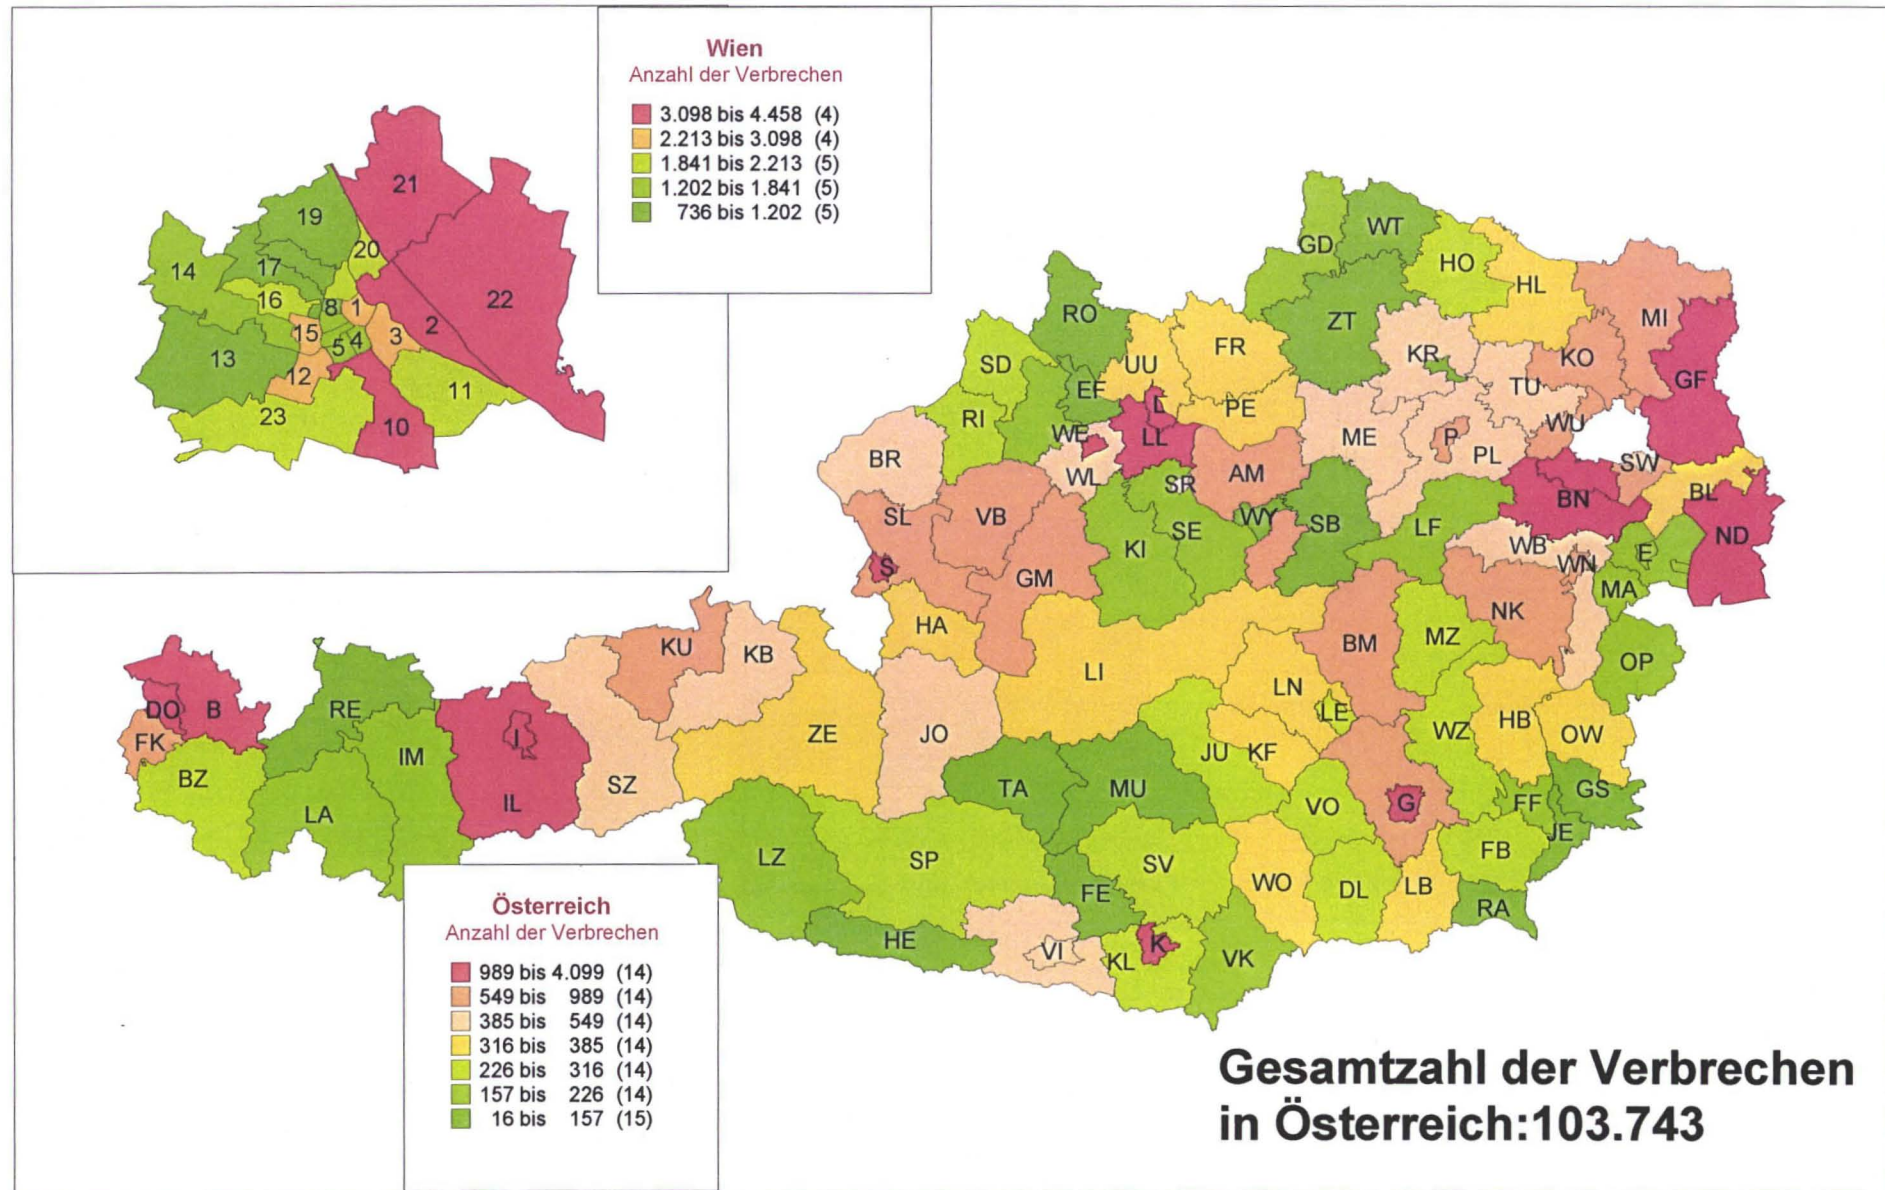 Wien
Anzahl der Verbrechen
3.098 bis 4.458 (4)
2.213 bis 3.098 (4)
1.841 bis 2.213 (5)
1.202 bis 1.841 (5)
736 bis 1.202 (5)
21
19
20
14
17
22
16
8
1
2
15
3
5
4
13
12
11
23
10
WT
GD
HO
HL
RO
ZT
MI
UU
FR
KR
KO
SD
GF
EF
TU
L
PE
RI
WU
WE
LL
ME
P
BR
PL
SW
WL
AM
SR
BN
BL
SL
VB
WY
SB
LF
SE
ND
KI
WB
E
S
WN
GM
MA
NK
HA
MZ
BM
KU
KB
OP
LI
LN
DO
B
RE
LE
HB
FK
I
ZE
JO
WZ
OW
IM
JU
KF
BZ
SZ
TA
MU
GS
IL
VO
G
FF
LA
JE
LZ
SP
SV
FB
WO
DL
LB
FE
RA
HE
K
VI
KL
VK
Österreich
Anzahl der Verbrechen
989 bis 4.099 (14)
549 bis 989 (14)
385 bis 549 (14)
316 bis 385 (14)
226 bis 316 (14)
157 bis 226 (14)
16 bis 157 (15)
Gesamtzahl der Verbrechen
in Österreich:103.743